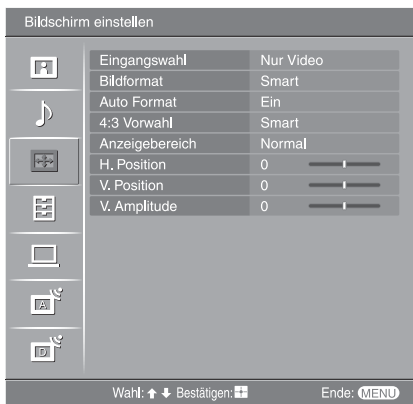 Bildschirm einstellen
Eingangswahl Nur Video
Bildformat Smart
Auto Format Ein
4:3 Vorwahl Smart
Anzeigebereich Normal
H. Position 0
V. Position 0
V. Amplitude 0
A
D
Wahl: Bestätigen: Ende: MENU